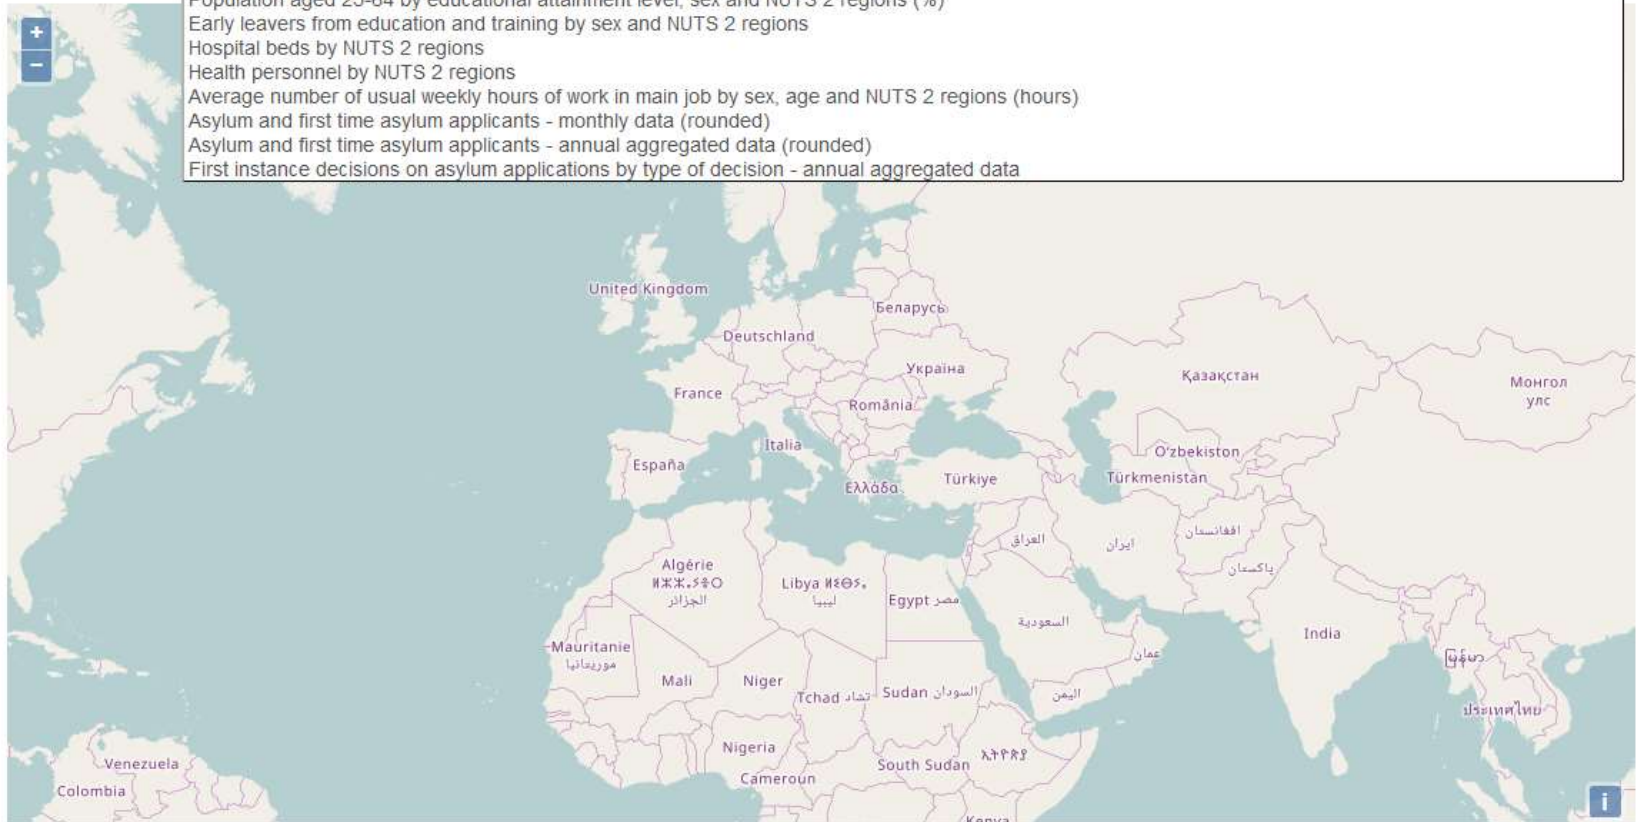 +
−
Population aged 25-64 by educational attainment level, sex and NUTS 2 regions (%)
Early leavers from education and training by sex and NUTS 2 regions
Hospital beds by NUTS 2 regions
Health personnel by NUTS 2 regions
Average number of usual weekly hours of work in main job by sex, age and NUTS 2 regions (hours)
Asylum and first time asylum applicants - monthly data (rounded)
Asylum and first time asylum applicants - annual aggregated data (rounded)
First instance decisions on asylum applications by type of decision - annual aggregated data
United Kingdom
Беларусь
Deutschland
Україна
Қазақстан
Монгол
улс
France
România
Italia
O'zbekiston
España
Türkiye
Türkmenistan
Ελλάδα
افغانستان
العراق
ایران
پاکستان
Algérie
ⵍⵣⵣⴰⵢⴻⵔ
الجزائر
Libya ⵍⵉⴱⵢⴰ
ليبيا
Egypt مصر
السعودية
India
Mauritanie
موريتانيا
عمان
မြန်မာ
Mali
Niger
Tchad تشاد
Sudan السودان
اليمن
ประเทศไทย
Nigeria
ኢትዮጵያ
Venezuela
South Sudan
Cameroun
Colombia
i
Kenya